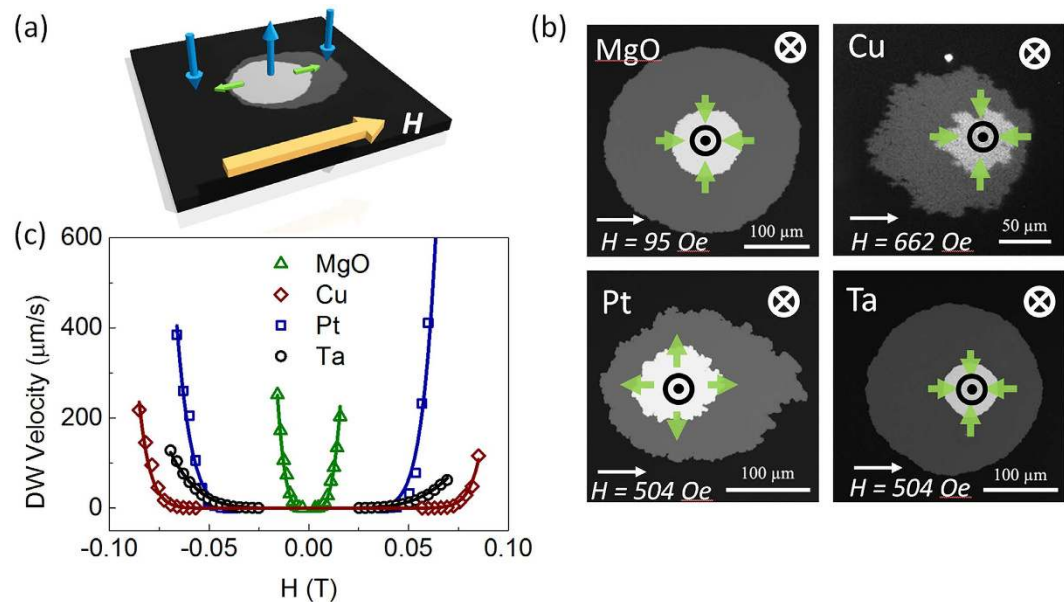 (a)
H
(b)
MgO
Cu
H = 95 Oe
100 µm
H = 662 Oe
50 µm
Pt
Ta
H = 504 Oe
100 µm
H = 504 Oe
100 µm
(c)
600
400
200
0
DW Velocity (µm/s)
MgO
Cu
Pt
Ta
-0.10
-0.05
0.00
0.05
0.10
H (T)